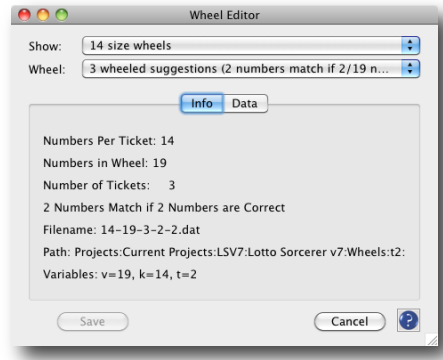 Wheel Editor
Show: 14 size wheels
Wheel: 3 wheeled suggestions (2 numbers match if 2/19 n...
Info Data
Numbers Per Ticket: 14
Numbers in Wheel: 19
Number of Tickets: 3
2 Numbers Match if 2 Numbers are Correct
Filename: 14-19-3-2-2.dat
Path: Projects:Current Projects:LSV7:Lotto Sorcerer v7:Wheels:t2:
Variables: v=19, k=14, t=2
Save Cancel ?